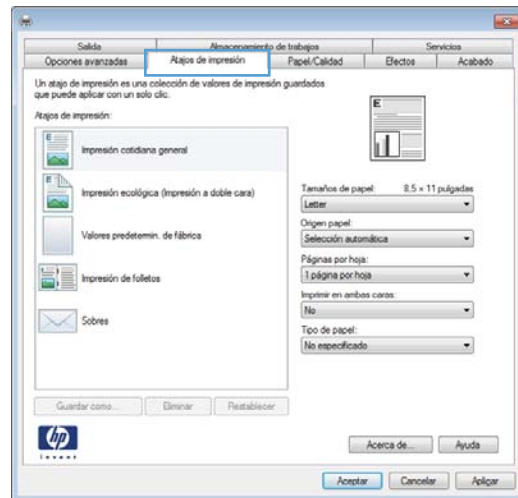 Salida
Almacenamiento de trabajos
Servicios
Opciones avanzadas
Atajos de impresión
Papel/Calidad
Efectos
Acabado
Un atajo de impresión es una colección de valores de impresión guardados
que puede aplicar con un solo clic.
Atajos de impresión:
Impresión cotidiana general
Impresión ecológica (Impresión a doble cara)
Valores predetermin. de fábrica
Impresión de folletos
Sobres
E
Tamaños de papel: 8.5 × 11 pulgadas
Letter
Origen papel:
Selección automática
Páginas por hoja:
1 página por hoja
Imprimir en ambas caras:
No
Tipo de papel:
No especificado
Guardar como...
Eliminar
Restablecer
hp
invent
Acerca de...
Ayuda
Aceptar
Cancelar
Aplicar